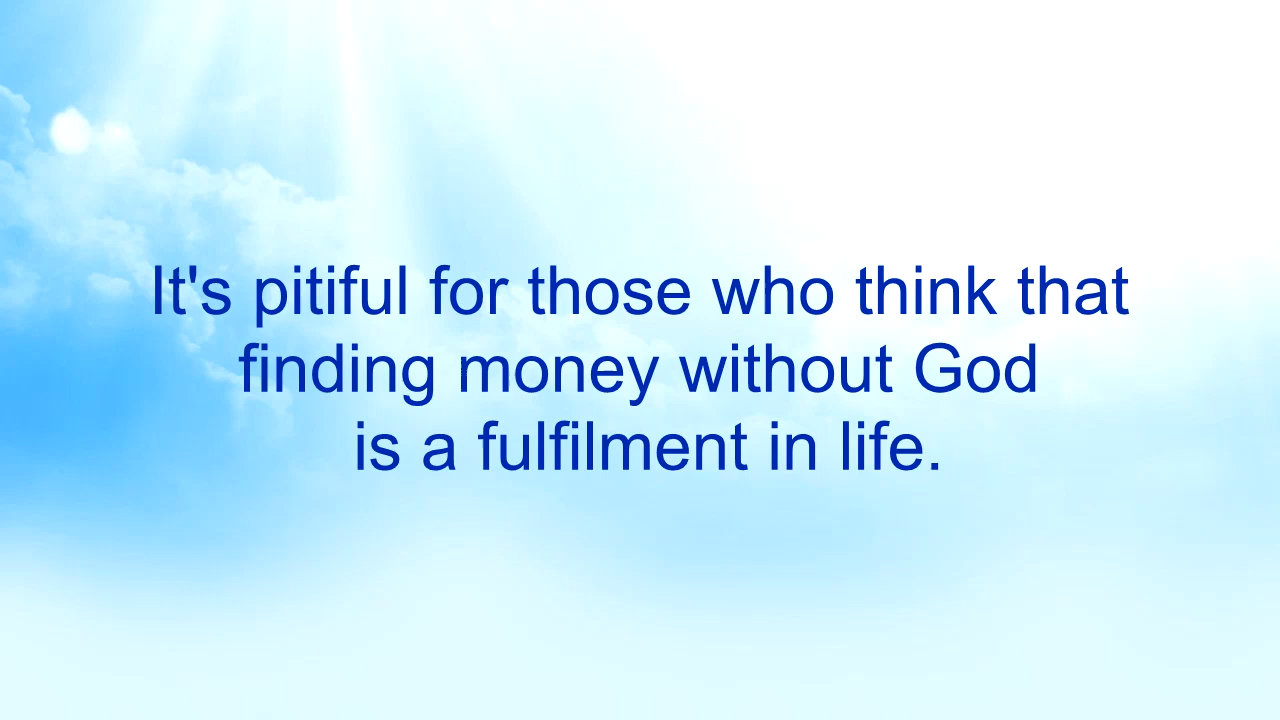 It's pitiful for those who think that
finding money without God
is a fulfilment in life.